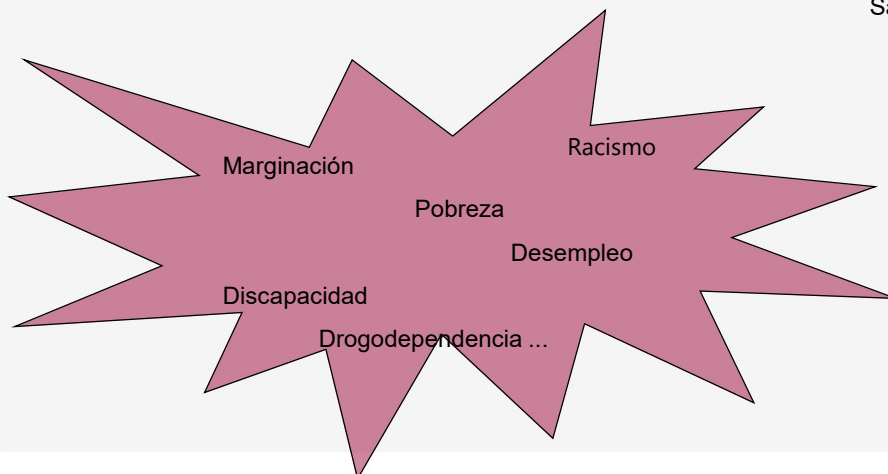 Racismo
Marginación
Pobreza
Desempleo
Discapacidad
Drogodependencia ...